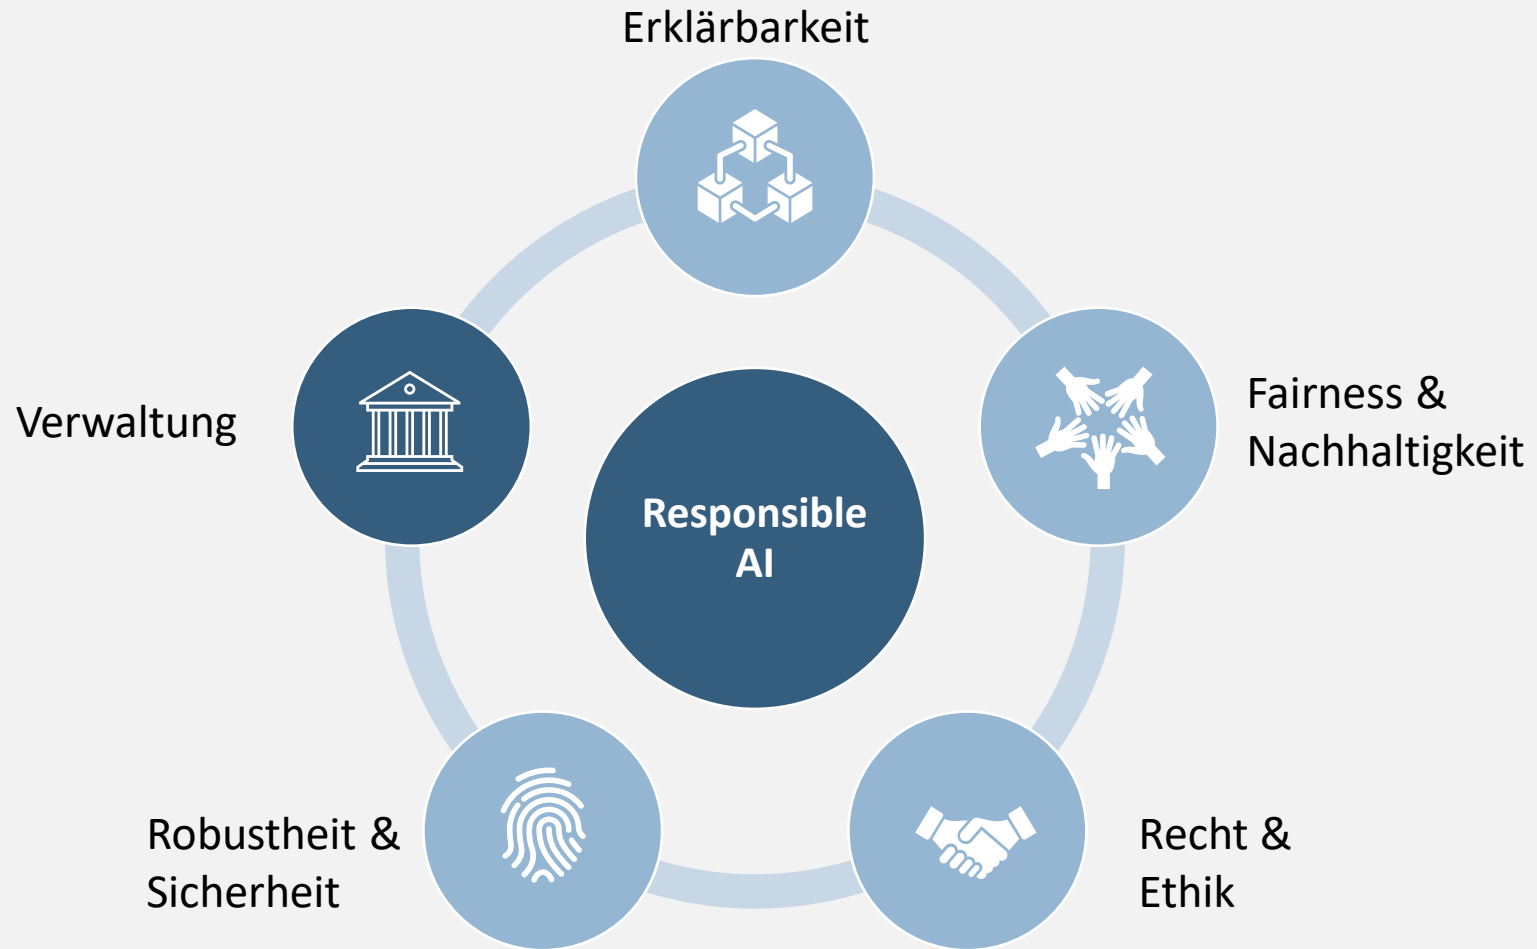 Erklärbarkeit
Fairness &
Nachhaltigkeit
Verwaltung
Responsible
AI
Robustheit &
Sicherheit
Recht &
Ethik